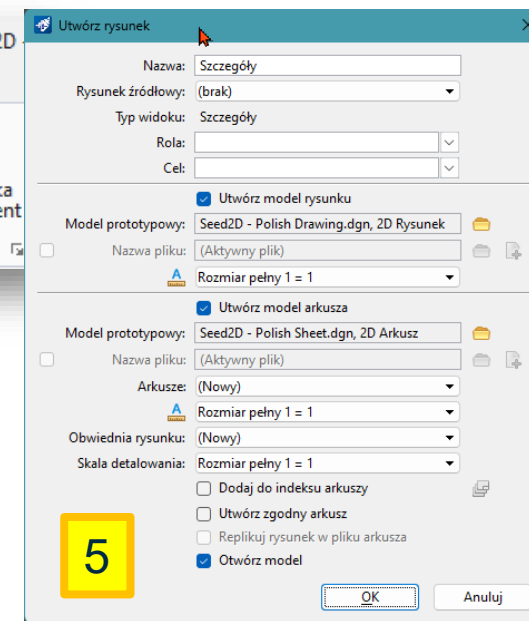 Utwórz rysunek
2D
Nazwa: Szczegóły
Rysunek źródłowy: (brak)
Typ widoku: Szczegóły
Rola:
Cel:
ka
ent
Utwórz model rysunku
Model prototypowy: Seed2D - Polish Drawing.dgn, 2D Rysunek
Nazwa pliku: (Aktywny plik)
A Rozmiar pełny 1 = 1
Utwórz model arkusza
Model prototypowy: Seed2D - Polish Sheet.dgn, 2D Arkusz
Nazwa pliku: (Aktywny plik)
Arkusze: (Nowy)
A Rozmiar pełny 1 = 1
Obwiednia rysunku: (Nowy)
Skala detalowania: Rozmiar pełny 1 = 1
Dodaj do indeksu arkuszy
Utwórz zgodny arkusz
Replikuj rysunek w pliku arkusza
Otwórz model
5
OK Anuluj